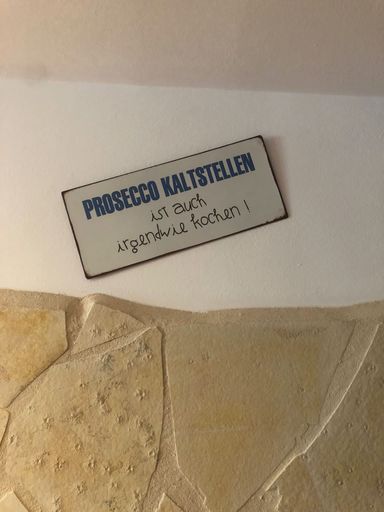 PROSECCO KALTSTELLEN
ist auch
irgendwie kochen !